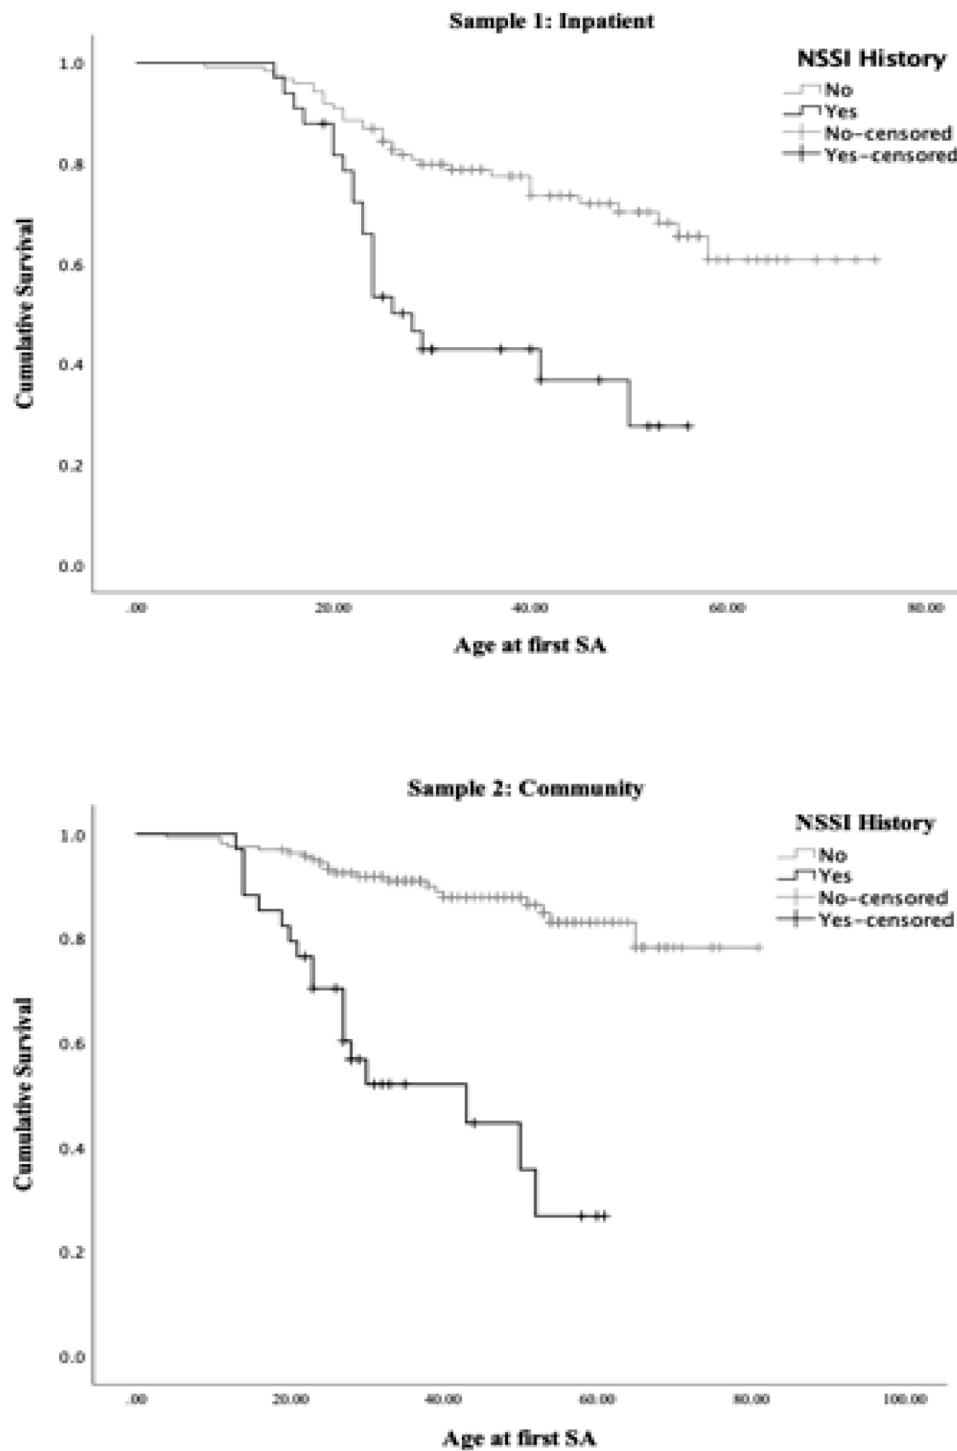 Sample 1: Inpatient
NSSI History
No
Yes
No-censored
Yes-censored
Cumulative Survival
1.0
0.8
0.6
0.4
0.2
0.0
.00 20.00 40.00 60.00 80.00
Age at first SA
Sample 2: Community
NSSI History
No
Yes
No-censored
Yes-censored
Cumulative Survival
1.0
0.8
0.6
0.4
0.2
0.0
.00 20.00 40.00 60.00 80.00 100.00
Age at first SA